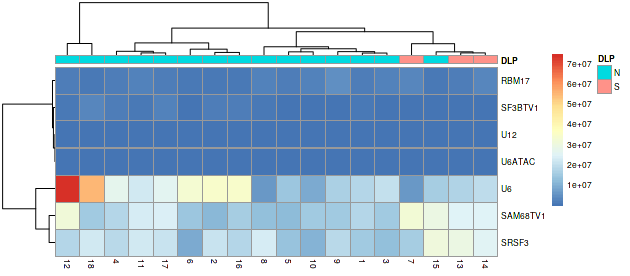 DLP
RBM17
SF3BTV1
U12
U6ATAC
U6
SAM68TV1
SRSF3
12 18 4 11 17 6 2 16 8 5 10 9 1 3 7 15 13 14
7e+07
6e+07
5e+07
4e+07
3e+07
2e+07
1e+07
DLP
N
S